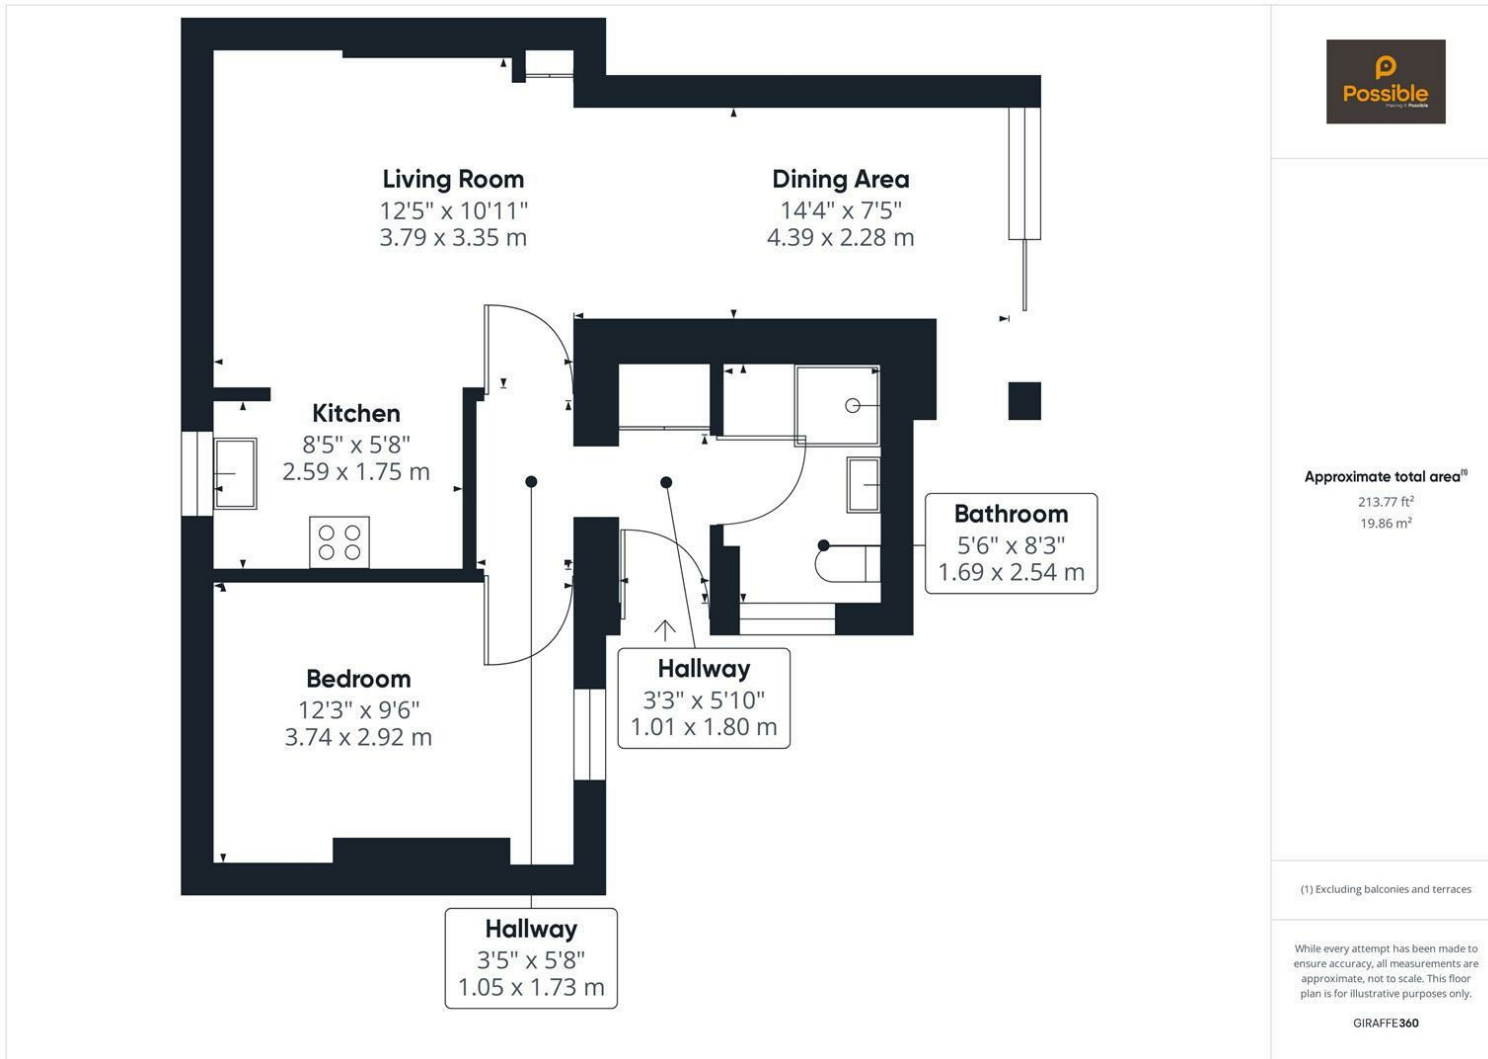 Living Room
12'5" x 10'11"
3.79 x 3.35 m
Dining Area
14'4" x 7'5"
4.39 x 2.28 m
Kitchen
8'5" x 5'8"
2.59 x 1.75 m
Bathroom
5'6" x 8'3"
1.69 x 2.54 m
Hallway
3'3" x 5'10"
1.01 x 1.80 m
Bedroom
12'3" x 9'6"
3.74 x 2.92 m
Hallway
3'5" x 5'8"
1.05 x 1.73 m
Possible
Making it Possible
Approximate total area(1)
213.77 ft²
19.86 m²
(1) Excluding balconies and terraces
While every attempt has been made to
ensure accuracy, all measurements are
approximate, not to scale. This floor
plan is for illustrative purposes only.
GIRAFFE360